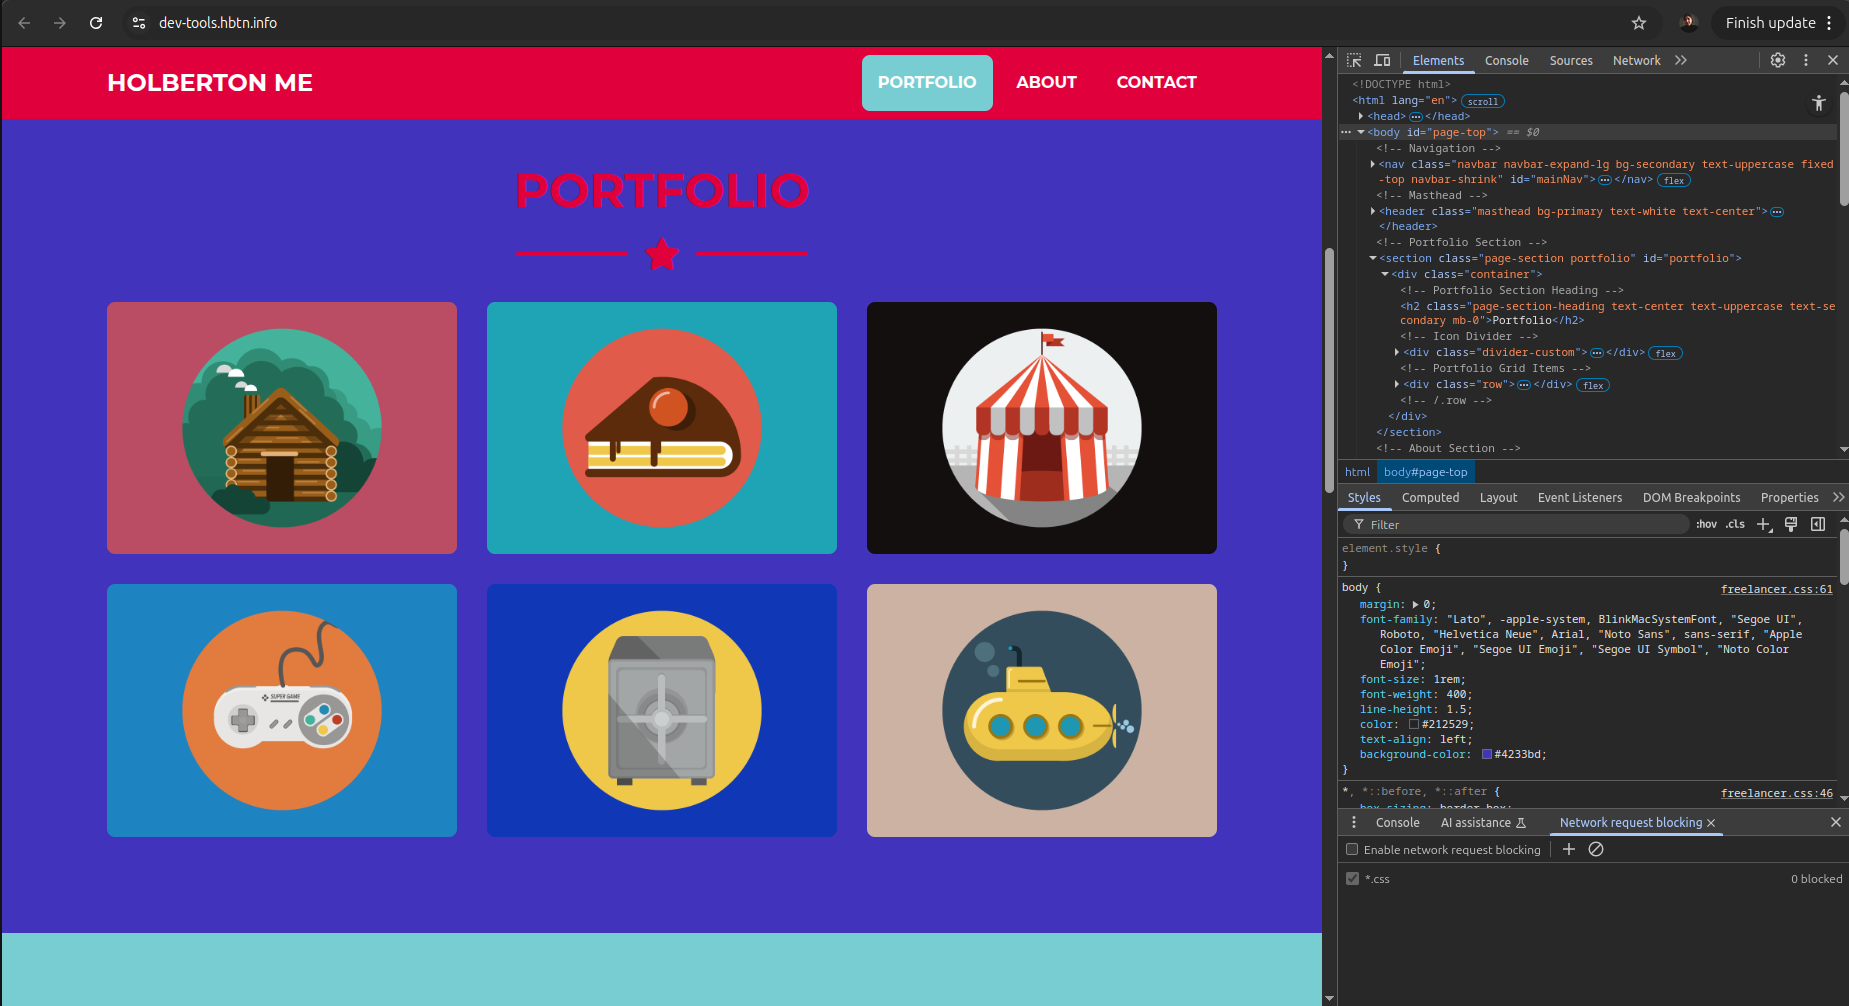 dev-tools.hbtn.info
Finish update
HOLBERTON ME
PORTFOLIO
ABOUT
CONTACT
PORTFOLIO
SUPER GAME
Elements
Console
Sources
Network
<!DOCTYPE html>
<html lang="en"> scroll
<head> ··· </head>
··· <body id="page-top"> == $0
<!-- Navigation -->
<nav class="navbar navbar-expand-lg bg-secondary text-uppercase fixed
-top navbar-shrink" id="mainNav"> ··· </nav> flex
<!-- Masthead -->
<header class="masthead bg-primary text-white text-center"> ···
</header>
<!-- Portfolio Section -->
<section class="page-section portfolio" id="portfolio">
<div class="container">
<!-- Portfolio Section Heading -->
<h2 class="page-section-heading text-center text-uppercase text-se
condary mb-0">Portfolio</h2>
<!-- Icon Divider -->
<div class="divider-custom"> ··· </div> flex
<!-- Portfolio Grid Items -->
<div class="row"> ··· </div> flex
<!-- /.row -->
</div>
</section>
<!-- About Section -->
html
body#page-top
Styles
Computed
Layout
Event Listeners
DOM Breakpoints
Properties
Filter
:hov
.cls
element.style {
}
body {
freelancer.css:61
margin: 0;
font-family: "Lato", -apple-system, BlinkMacSystemFont, "Segoe UI",
Roboto, "Helvetica Neue", Arial, "Noto Sans", sans-serif, "Apple
Color Emoji", "Segoe UI Emoji", "Segoe UI Symbol", "Noto Color
Emoji";
font-size: 1rem;
font-weight: 400;
line-height: 1.5;
color: #212529;
text-align: left;
background-color: #4233bd;
}
*, *::before, *::after {
freelancer.css:46
box-sizing: border-box;
Console
AI assistance
Network request blocking
Enable network request blocking
*.css
0 blocked